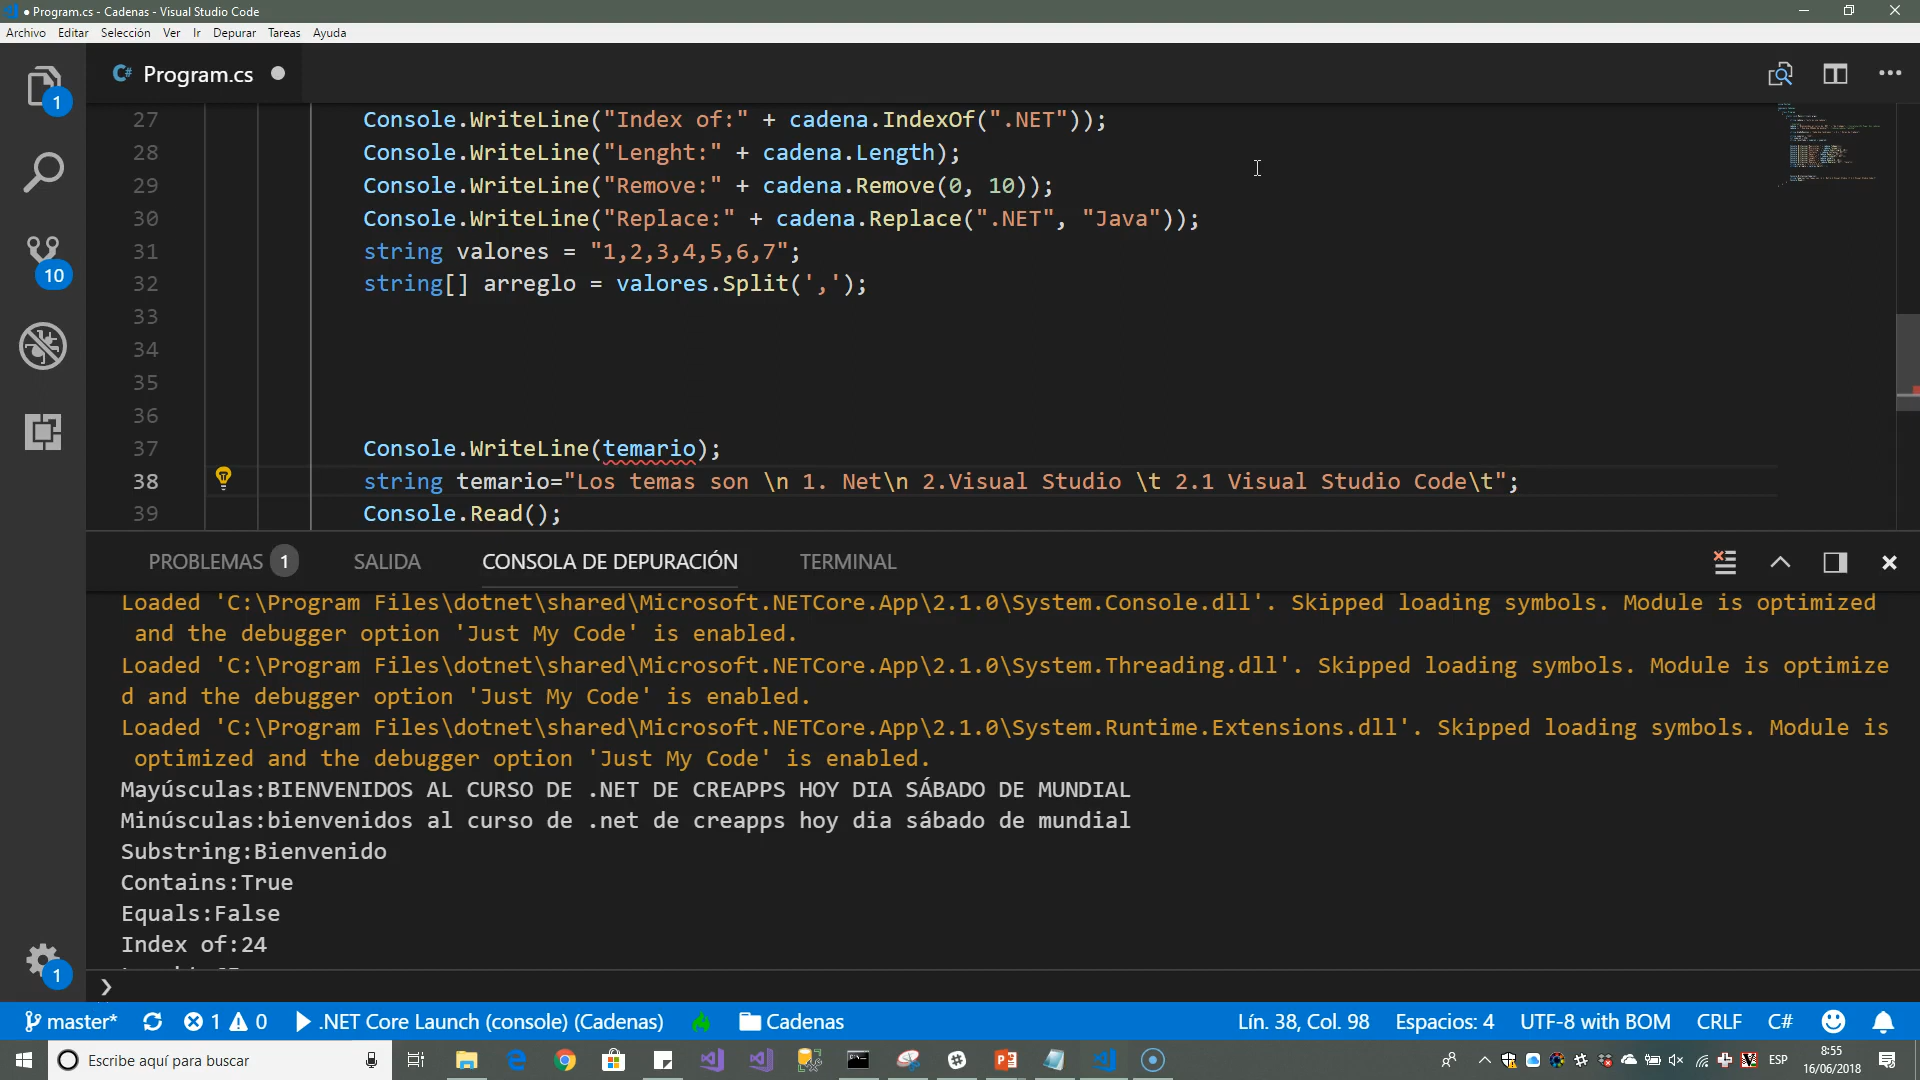 ● Program.cs - Cadenas - Visual Studio Code
Archivo Editar Selección Ver Ir Depurar Tareas Ayuda
C# Program.cs ●
27 Console.WriteLine("Index of:" + cadena.IndexOf(".NET"));
28 Console.WriteLine("Lenght:" + cadena.Length);
29 Console.WriteLine("Remove:" + cadena.Remove(0, 10));
30 Console.WriteLine("Replace:" + cadena.Replace(".NET", "Java"));
31 string valores = "1,2,3,4,5,6,7";
32 string[] arreglo = valores.Split(',');
33
34
35
36
37 Console.WriteLine(temario);
38 string temario="Los temas son \n 1. Net\n 2.Visual Studio \t 2.1 Visual Studio Code\t";
39 Console.Read();
1
10
1
PROBLEMAS 1 SALIDA CONSOLA DE DEPURACIÓN TERMINAL
Loaded 'C:\Program Files\dotnet\shared\Microsoft.NETCore.App\2.1.0\System.Console.dll'. Skipped loading symbols. Module is optimized
and the debugger option 'Just My Code' is enabled.
Loaded 'C:\Program Files\dotnet\shared\Microsoft.NETCore.App\2.1.0\System.Threading.dll'. Skipped loading symbols. Module is optimize
d and the debugger option 'Just My Code' is enabled.
Loaded 'C:\Program Files\dotnet\shared\Microsoft.NETCore.App\2.1.0\System.Runtime.Extensions.dll'. Skipped loading symbols. Module is
optimized and the debugger option 'Just My Code' is enabled.
Mayúsculas:BIENVENIDOS AL CURSO DE .NET DE CREAPPS HOY DIA SÁBADO DE MUNDIAL
Minúsculas:bienvenidos al curso de .net de creapps hoy dia sábado de mundial
Substring:Bienvenido
Contains:True
Equals:False
Index of:24
master* 1 0 .NET Core Launch (console) (Cadenas) Cadenas Lín. 38, Col. 98 Espacios: 4 UTF-8 with BOM CRLF C#
Escribe aquí para buscar
ESP
8:55
16/06/2018